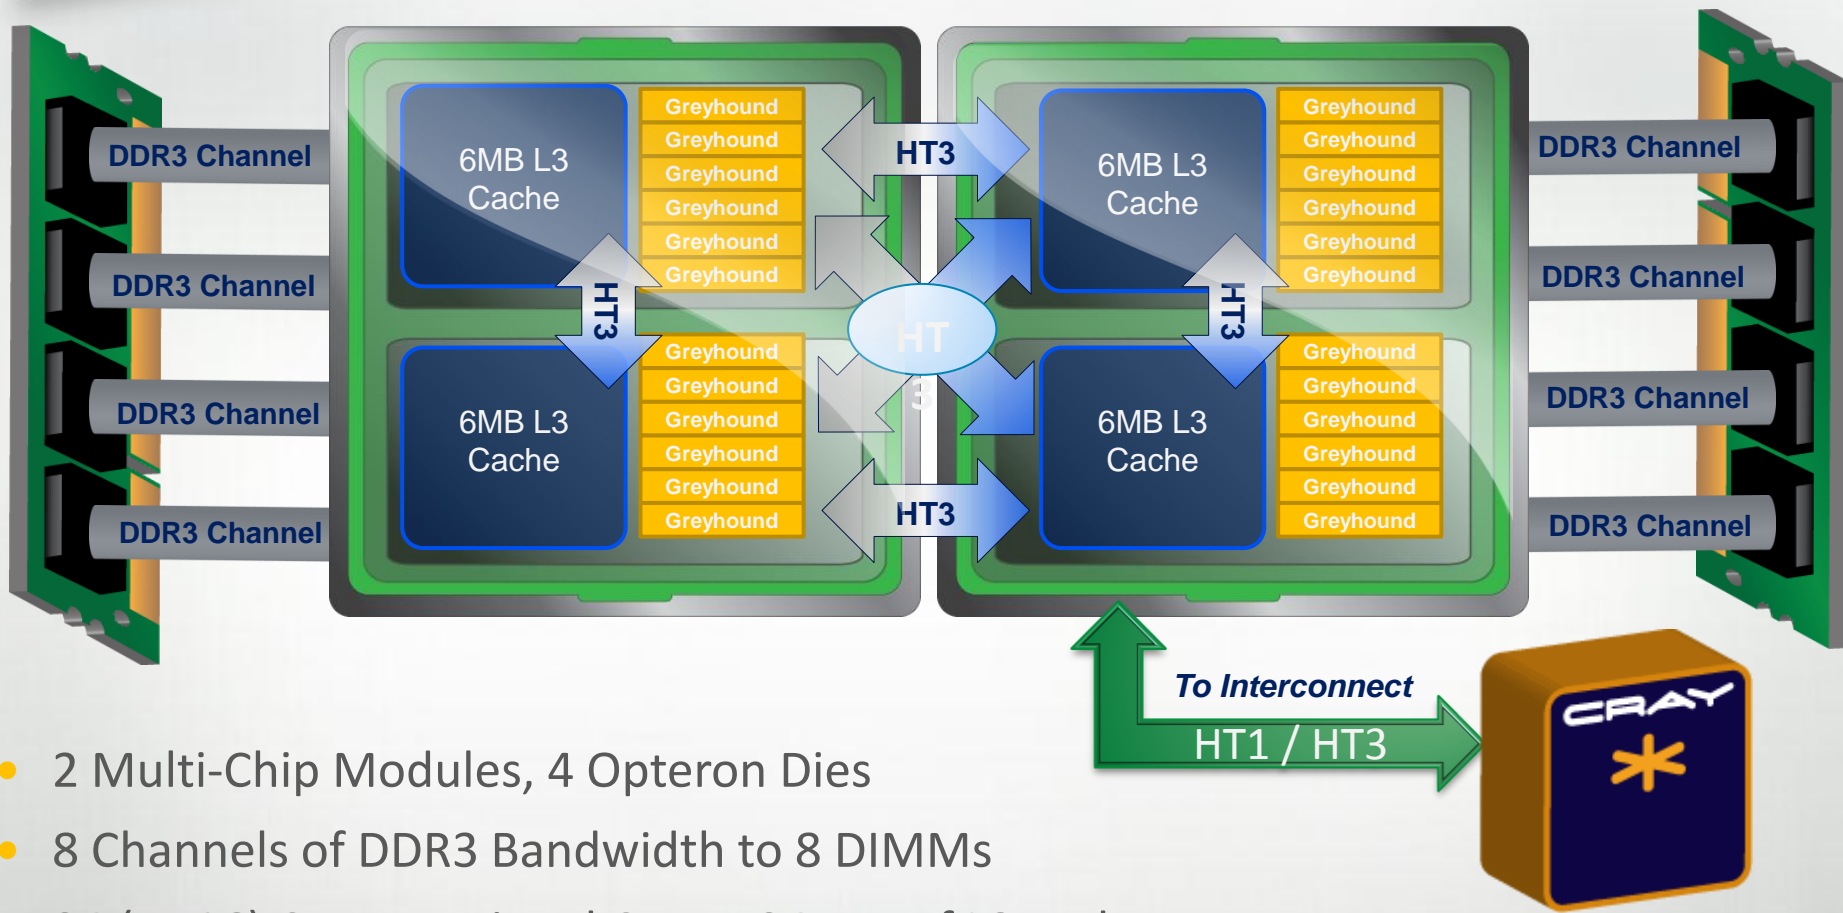 DDR3 Channel
DDR3 Channel
DDR3 Channel
DDR3 Channel
6MB L3
Cache
Greyhound
Greyhound
Greyhound
Greyhound
Greyhound
Greyhound
HT3
6MB L3
Cache
Greyhound
Greyhound
Greyhound
Greyhound
Greyhound
Greyhound
HT3
HT
3
HT3
6MB L3
Cache
Greyhound
Greyhound
Greyhound
Greyhound
Greyhound
Greyhound
HT3
6MB L3
Cache
Greyhound
Greyhound
Greyhound
Greyhound
Greyhound
Greyhound
DDR3 Channel
DDR3 Channel
DDR3 Channel
DDR3 Channel
To Interconnect
HT1 / HT3
CRAY
• 2 Multi-Chip Modules, 4 Opteron Dies
• 8 Channels of DDR3 Bandwidth to 8 DIMMs